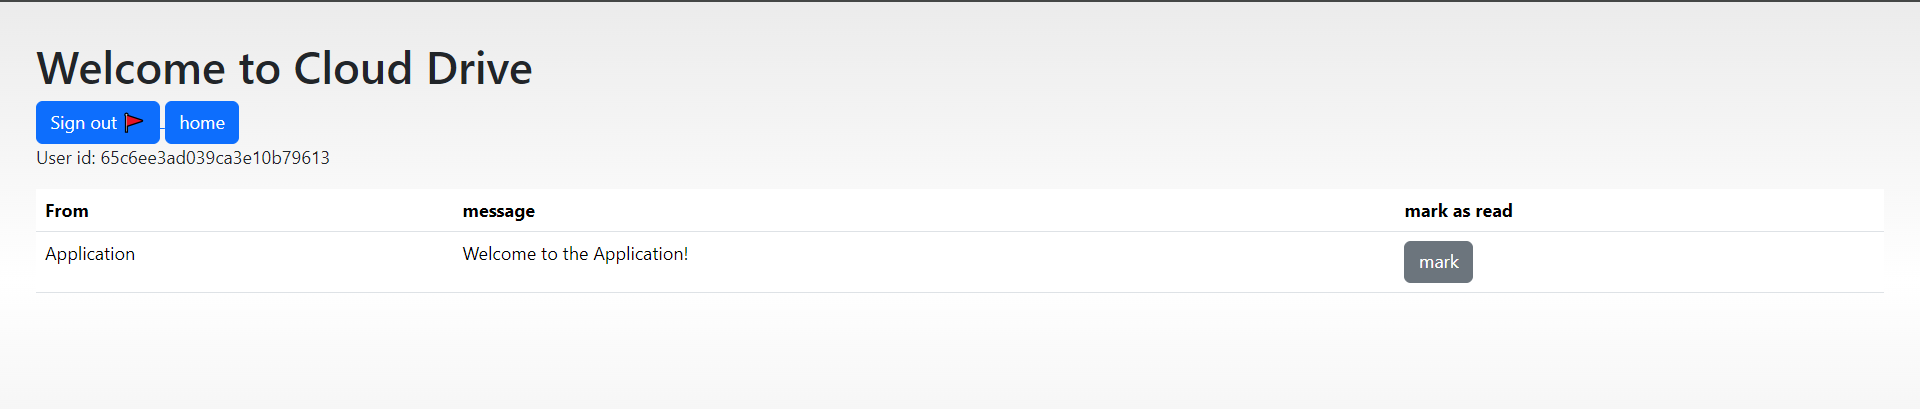 Welcome to Cloud Drive
Sign out 🚩 home
User id: 65c6ee3ad039ca3e10b79613
From message mark as read
Application Welcome to the Application! mark